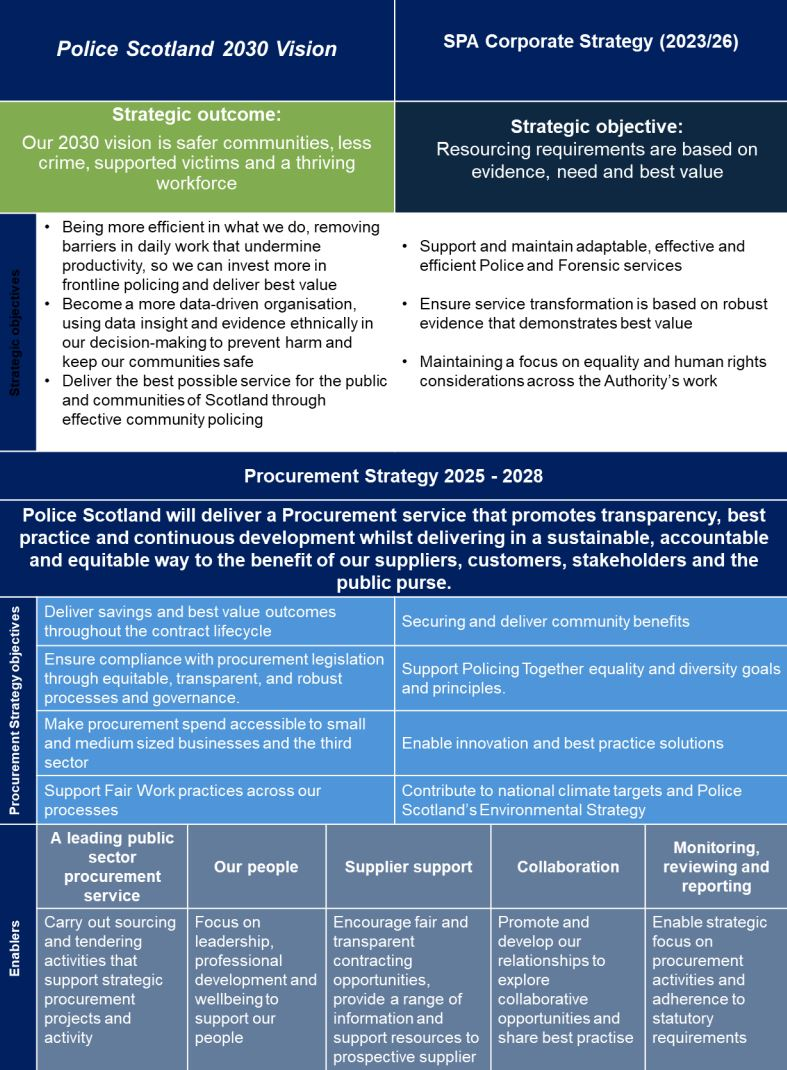 Police Scotland 2030 Vision
SPA Corporate Strategy (2023/26)
Strategic outcome:
Our 2030 vision is safer communities, less
crime, supported victims and a thriving
workforce
Strategic objective:
Resourcing requirements are based on
evidence, need and best value
Strategic objectives
• Being more efficient in what we do, removing
barriers in daily work that undermine
productivity, so we can invest more in
frontline policing and deliver best value
• Become a more data-driven organisation,
using data insight and evidence ethnically in
our decision-making to prevent harm and
keep our communities safe
• Deliver the best possible service for the public
and communities of Scotland through
effective community policing
• Support and maintain adaptable, effective and
efficient Police and Forensic services
• Ensure service transformation is based on robust
evidence that demonstrates best value
• Maintaining a focus on equality and human rights
considerations across the Authority's work
Procurement Strategy 2025 - 2028
Police Scotland will deliver a Procurement service that promotes transparency, best
practice and continuous development whilst delivering in a sustainable, accountable
and equitable way to the benefit of our suppliers, customers, stakeholders and the
public purse.
Procurement Strategy objectives
Deliver savings and best value outcomes
throughout the contract lifecycle
Securing and deliver community benefits
Ensure compliance with procurement legislation
through equitable, transparent, and robust
processes and governance.
Support Policing Together equality and diversity goals
and principles.
Make procurement spend accessible to small
and medium sized businesses and the third
sector
Enable innovation and best practice solutions
Support Fair Work practices across our
processes
Contribute to national climate targets and Police
Scotland's Environmental Strategy
Enablers
A leading public
sector
procurement
service
Our people
Supplier support
Collaboration
Monitoring,
reviewing and
reporting
Carry out sourcing
and tendering
activities that
support strategic
procurement
projects and
activity
Focus on
leadership,
professional
development and
wellbeing to
support our
people
Encourage fair and
transparent
contracting
opportunities,
provide a range of
information and
support resources to
prospective supplier
Promote and
develop our
relationships to
explore
collaborative
opportunities and
share best practise
Enable strategic
focus on
procurement
activities and
adherence to
statutory
requirements